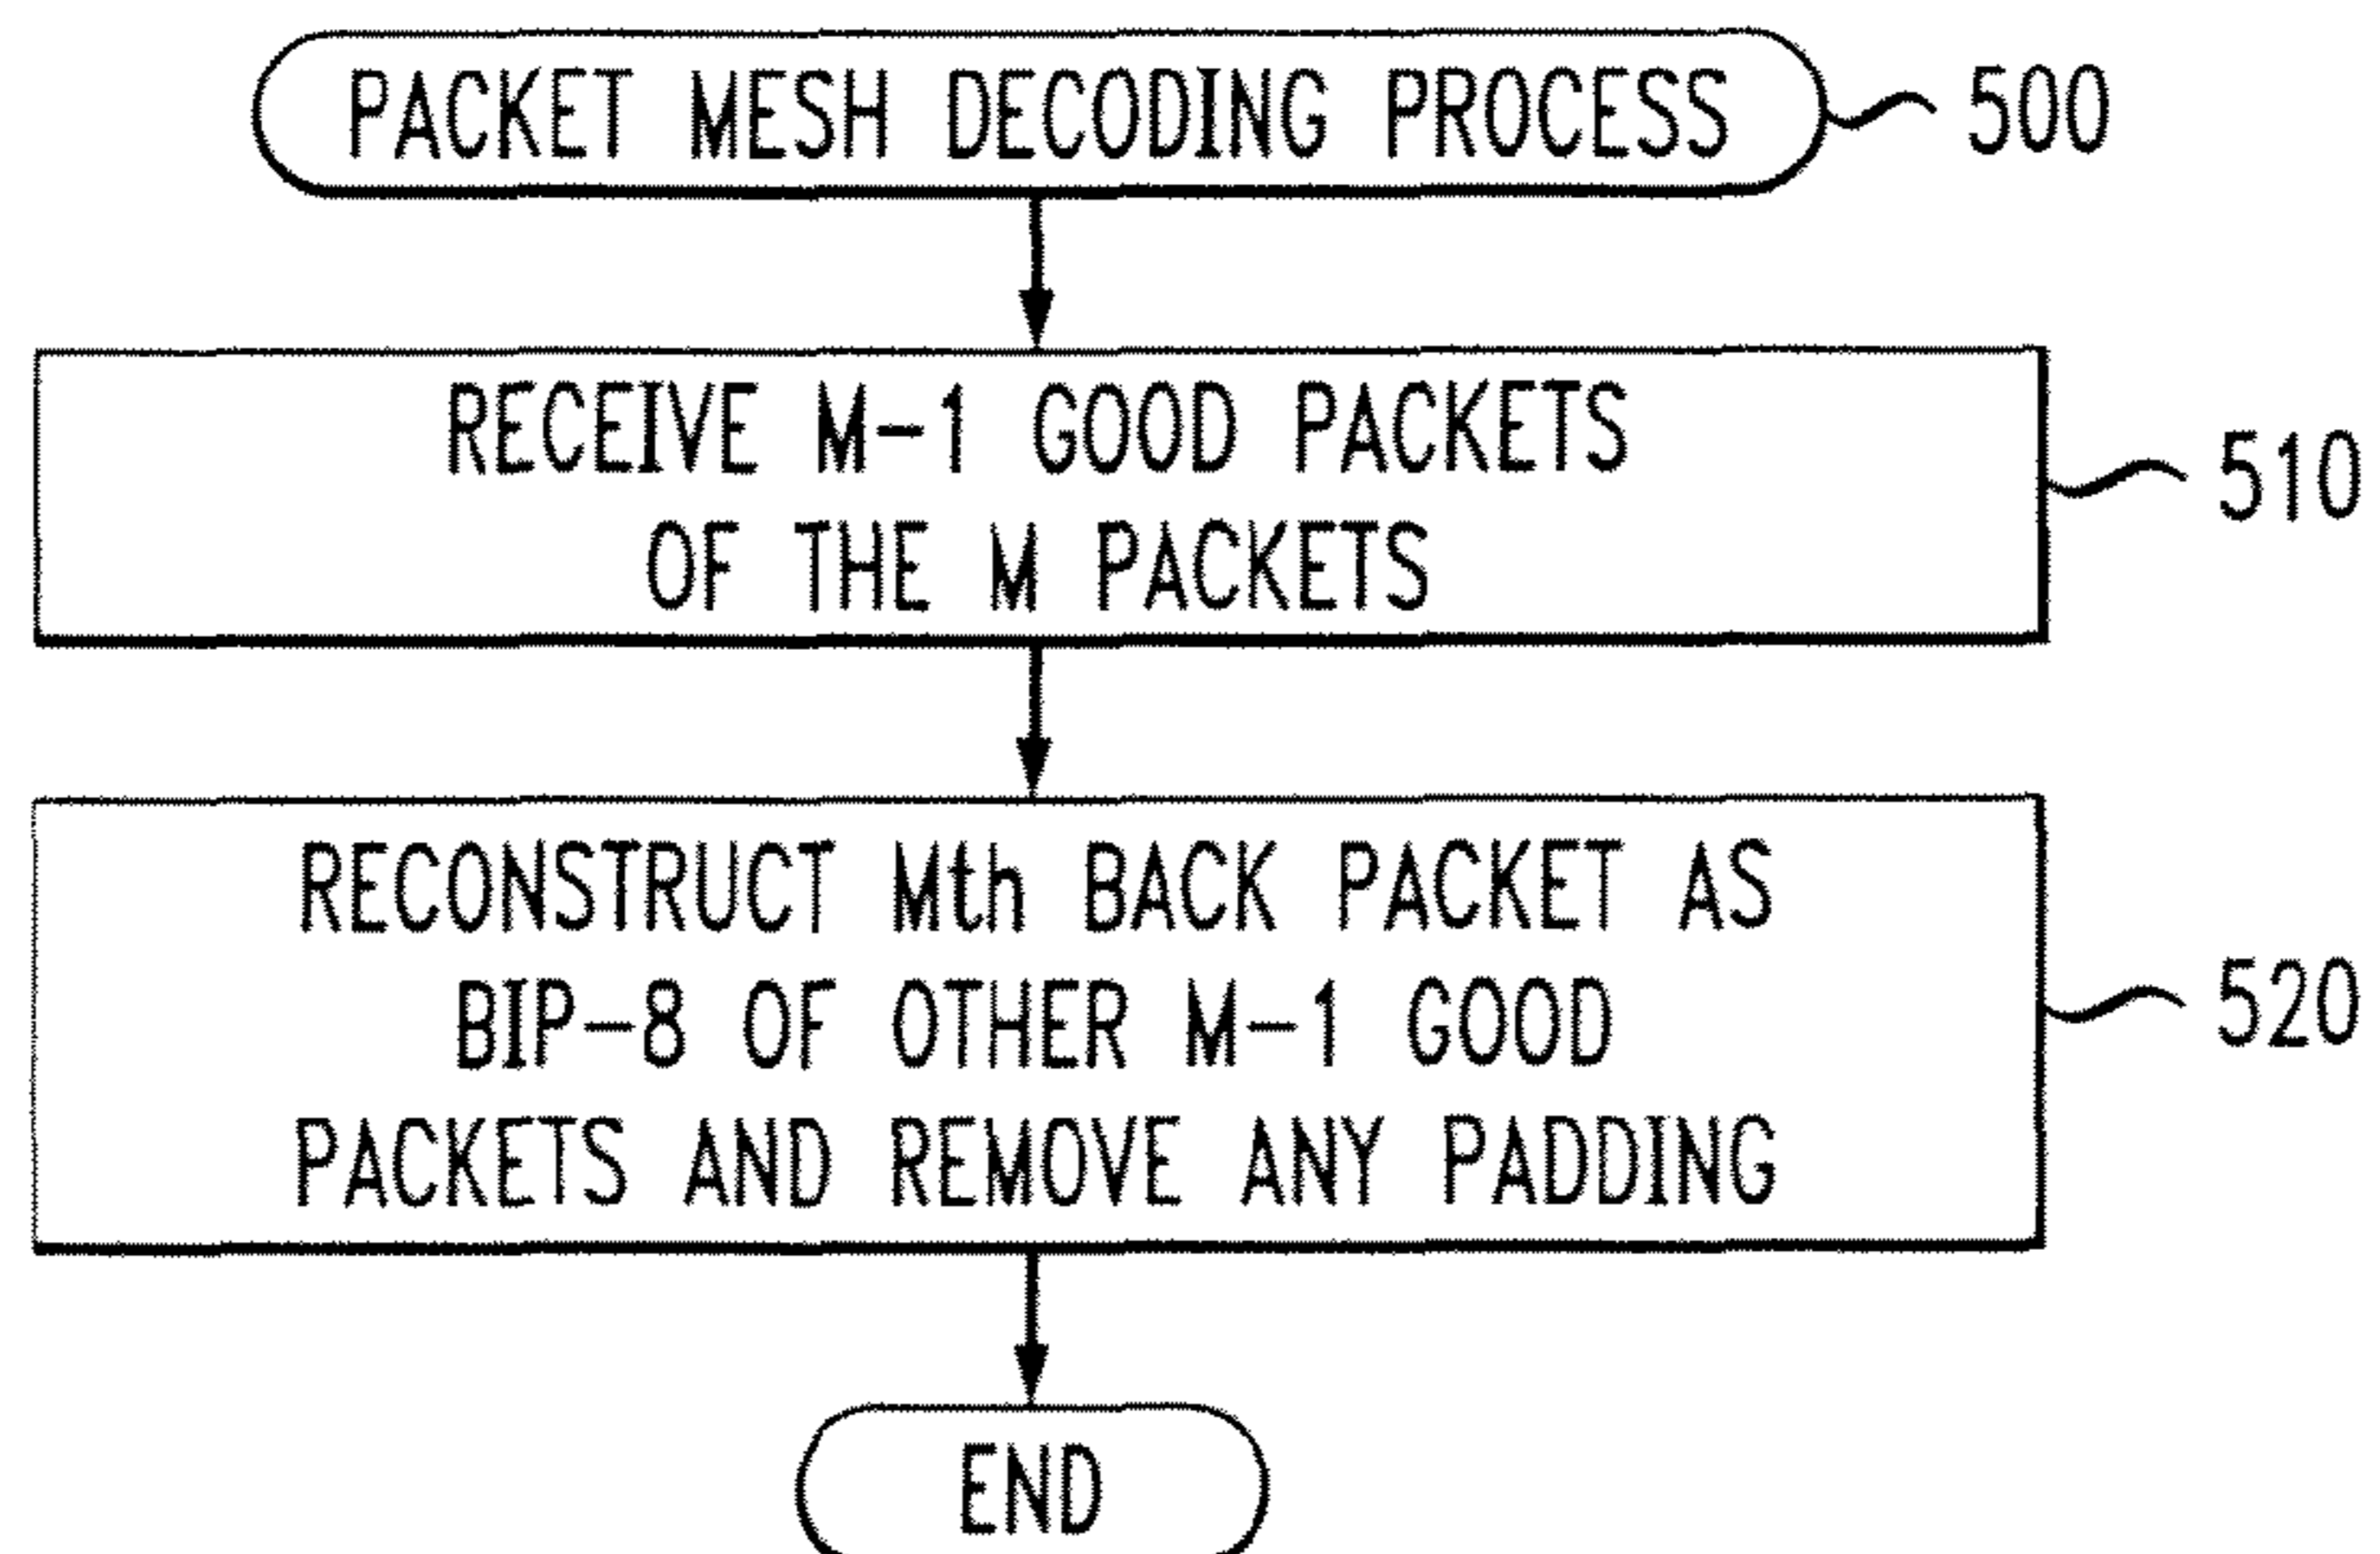 PACKET MESH DECODING PROCESS 500
RECEIVE M-1 GOOD PACKETS
OF THE M PACKETS
510
RECONSTRUCT Mth BACK PACKET AS
BIP-8 OF OTHER M-1 GOOD
PACKETS AND REMOVE ANY PADDING
520
END